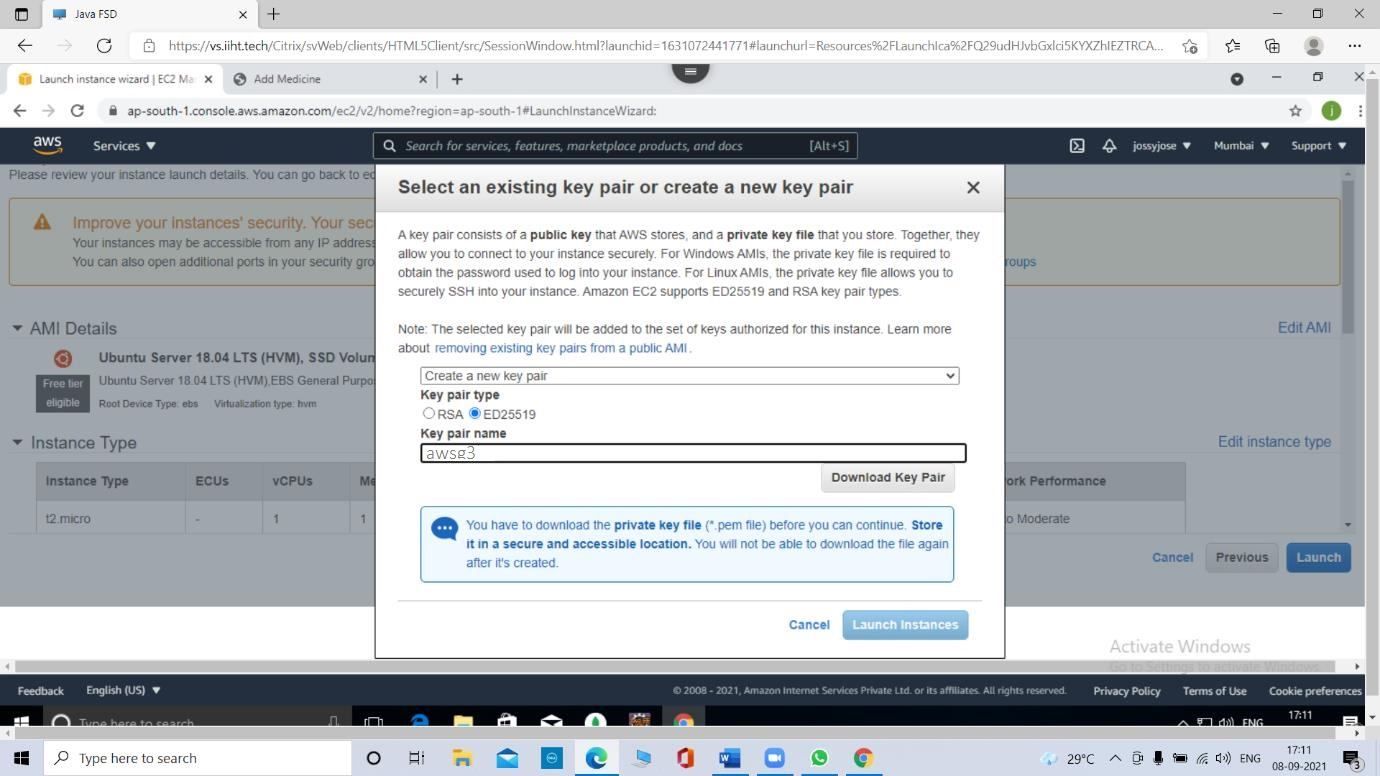 Java FSD
https://vs.iiht.tech/Citrix/svWeb/clients/HTML5Client/src/SessionWindow.html?launchid=1631072441771#launchurl=Resources%2FLaunchIca%2FQ29udHJvbGxlci5KYXZhIEZTRCA...
Launch instance wizard | EC2 Ma
Add Medicine
ap-south-1.console.aws.amazon.com/ec2/v2/home?region=ap-south-1#LaunchInstanceWizard:
j
aws
Services
Search for services, features, marketplace products, and docs
[Alt+S]
jossyjose
Mumbai
Support
Please review your instance launch details. You can go back to ec
Improve your instances' security. Your sec
Your instances may be accessible from any IP address
You can also open additional ports in your security gro
roups
Select an existing key pair or create a new key pair
A key pair consists of a public key that AWS stores, and a private key file that you store. Together, they
allow you to connect to your instance securely. For Windows AMIs, the private key file is required to
obtain the password used to log into your instance. For Linux AMIs, the private key file allows you to
securely SSH into your instance. Amazon EC2 supports ED25519 and RSA key pair types.
Note: The selected key pair will be added to the set of keys authorized for this instance. Learn more
about removing existing key pairs from a public AMI.
Create a new key pair
Key pair type
RSA ED25519
Key pair name
awsg3
Download Key Pair
You have to download the private key file (*.pem file) before you can continue. Store
it in a secure and accessible location. You will not be able to download the file again
after it's created.
Cancel
Launch Instances
AMI Details
Edit AMI
Ubuntu Server 18.04 LTS (HVM), SSD Volum
Free tier
eligible
Ubuntu Server 18.04 LTS (HVM),EBS General Purpo
Root Device Type: ebs Virtualization type: hvm
Instance Type
Edit instance type
Instance Type ECUs vCPUs Me ork Performance
t2.micro - 1 1 o Moderate
Cancel
Previous
Launch
Activate Windows
Go to Settings to activate Windows.
Feedback
English (US)
© 2008 - 2021, Amazon Internet Services Private Ltd. or its affiliates. All rights reserved.
Privacy Policy
Terms of Use
Cookie preferences
Type here to search
ENG
17:11
Type here to search
29°C
ENG
17:11
08-09-2021
3